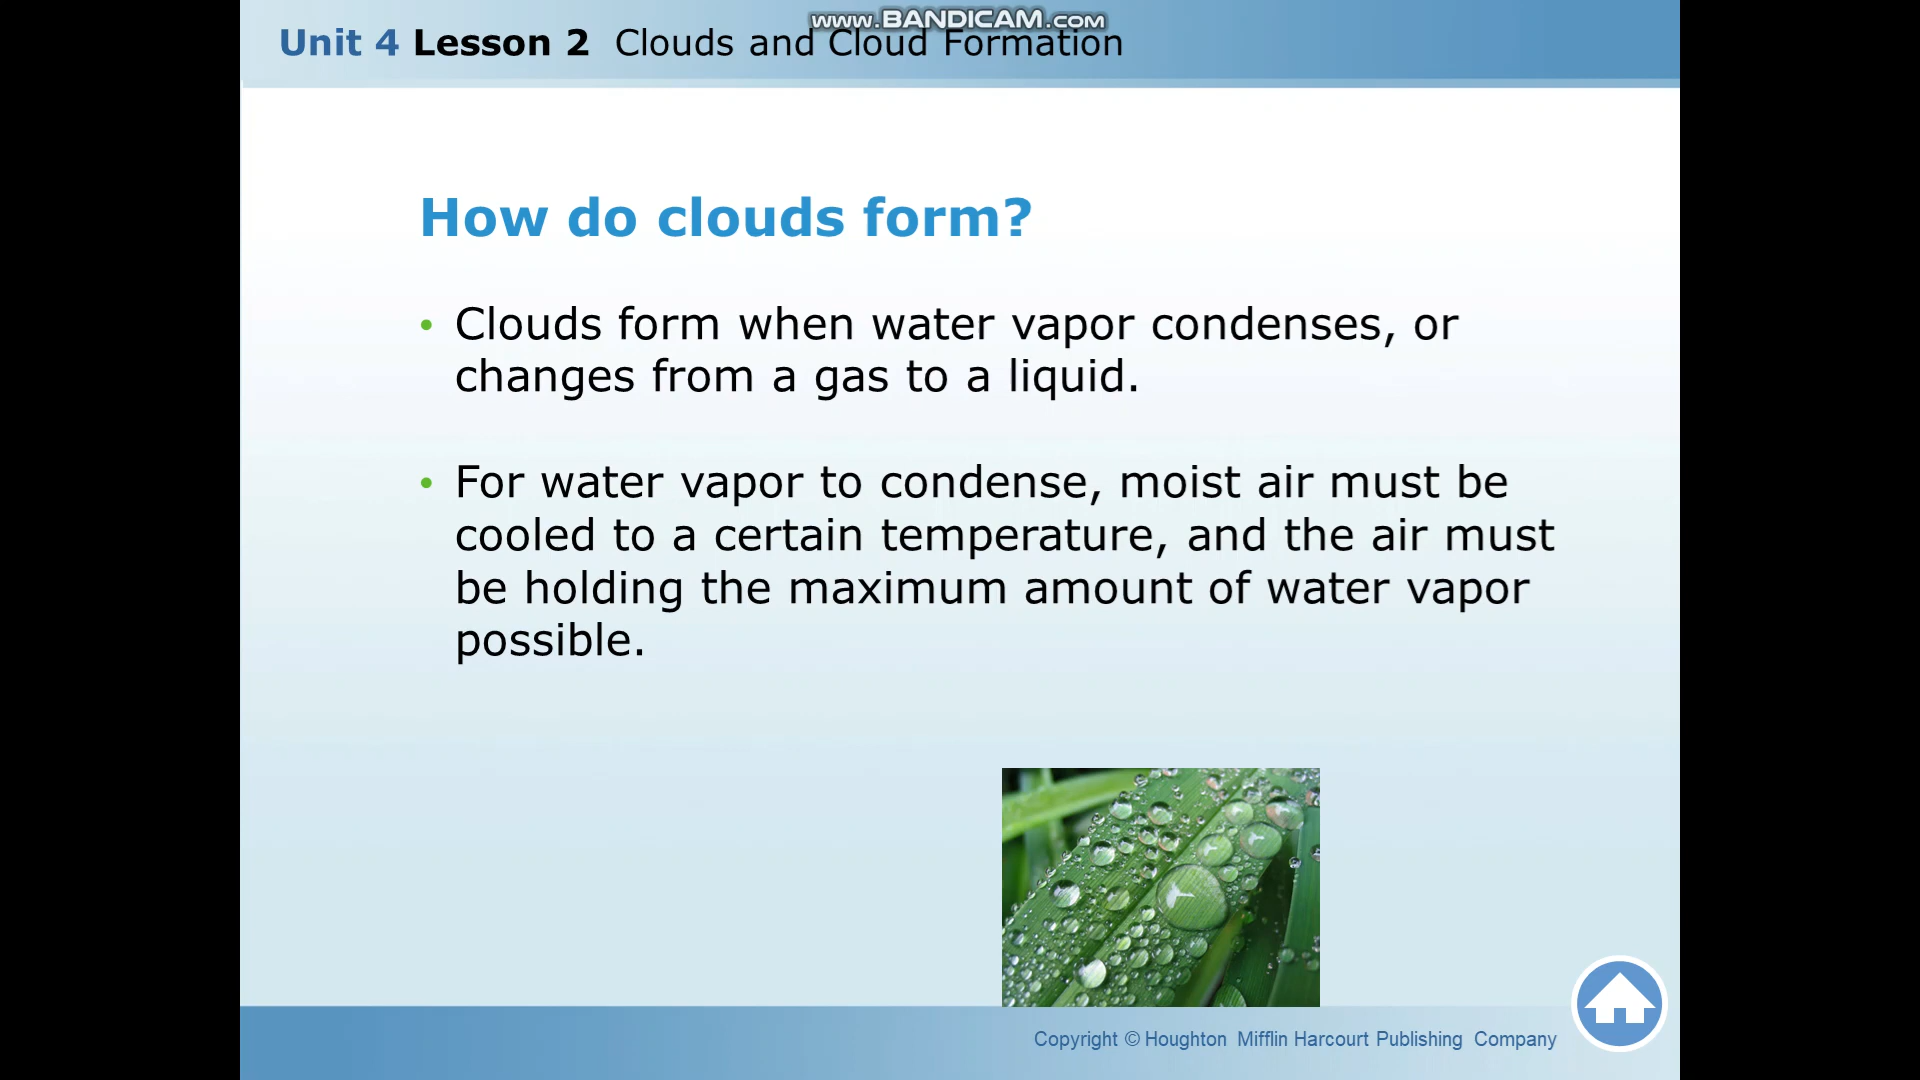 www.BANDICAM.com
Unit 4 Lesson 2 Clouds and Cloud Formation
How do clouds form?
• Clouds form when water vapor condenses, or
changes from a gas to a liquid.
• For water vapor to condense, moist air must be
cooled to a certain temperature, and the air must
be holding the maximum amount of water vapor
possible.
Copyright © Houghton Mifflin Harcourt Publishing Company